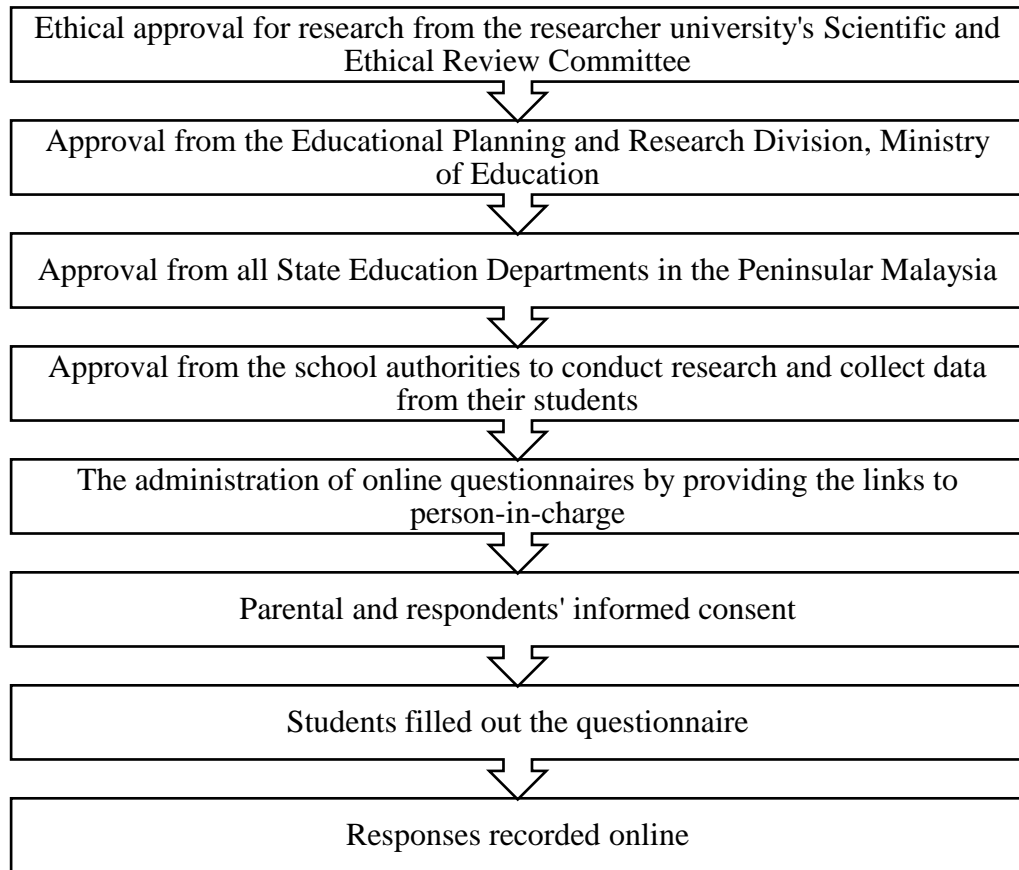 Ethical approval for research from the researcher university's Scientific and
Ethical Review Committee
Approval from the Educational Planning and Research Division, Ministry
of Education
Approval from all State Education Departments in the Peninsular Malaysia
Approval from the school authorities to conduct research and collect data
from their students
The administration of online questionnaires by providing the links to
person-in-charge
Parental and respondents' informed consent
Students filled out the questionnaire
Responses recorded online